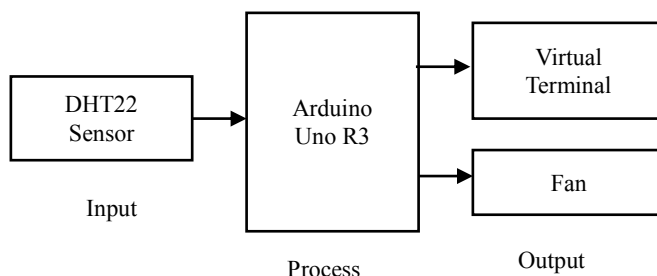 DHT22
Sensor
Input
Arduino
Uno R3
Process
Virtual
Terminal
Fan
Output